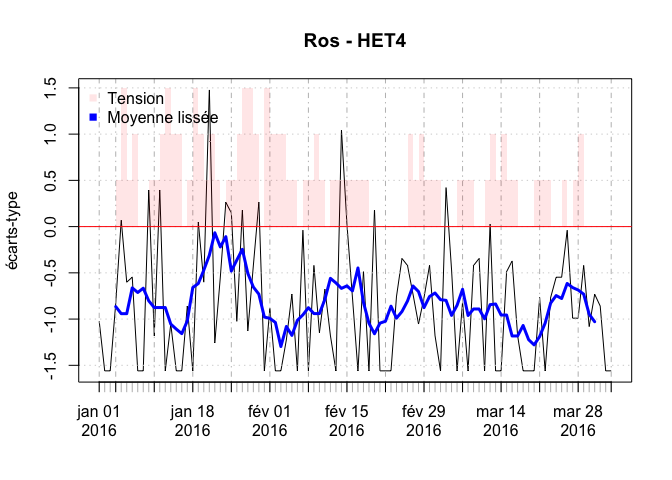 Ros - HET4
écarts-type
1.5
1.0
0.5
0.0
-0.5
-1.0
-1.5
Tension
Moyenne lissée
jan 01
2016
jan 18
2016
fév 01
2016
fév 15
2016
fév 29
2016
mar 14
2016
mar 28
2016